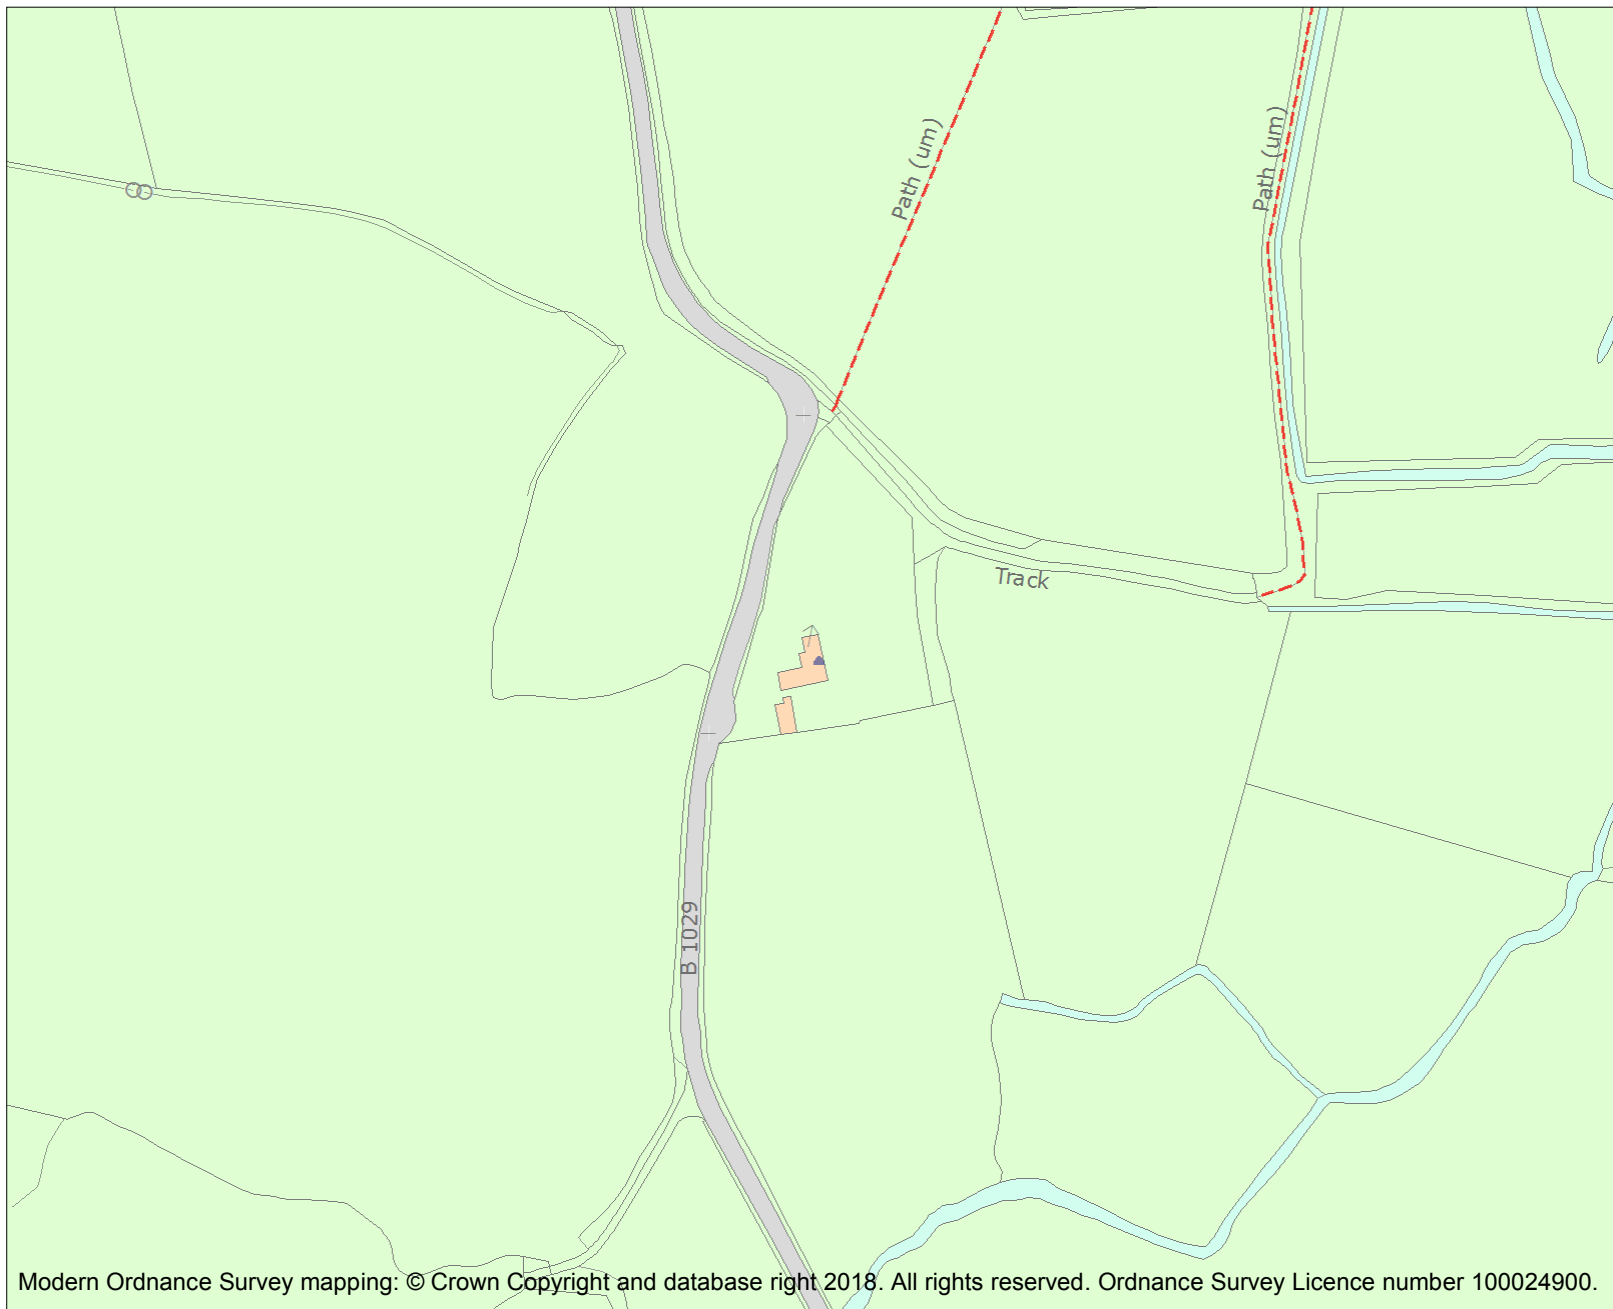 Path (um)
Path (um)
Track
B 1029
Modern Ordnance Survey mapping: © Crown Copyright and database right 2018. All rights reserved. Ordnance Survey Licence number 100024900.